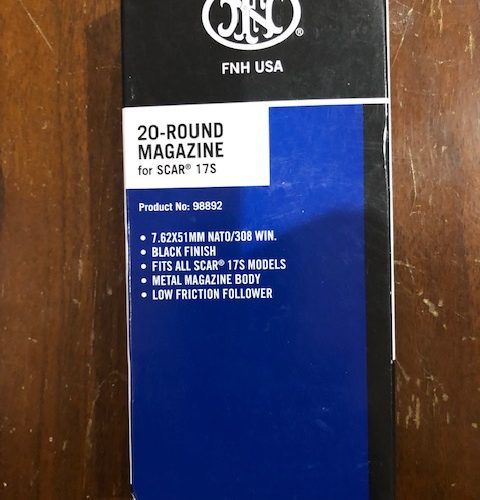 FN
®
FNH USA
20-ROUND
MAGAZINE
for SCAR® 17S
Product No: 98892
• 7.62X51MM NATO/308 WIN.
• BLACK FINISH
• FITS ALL SCAR® 17S MODELS
• METAL MAGAZINE BODY
• LOW FRICTION FOLLOWER